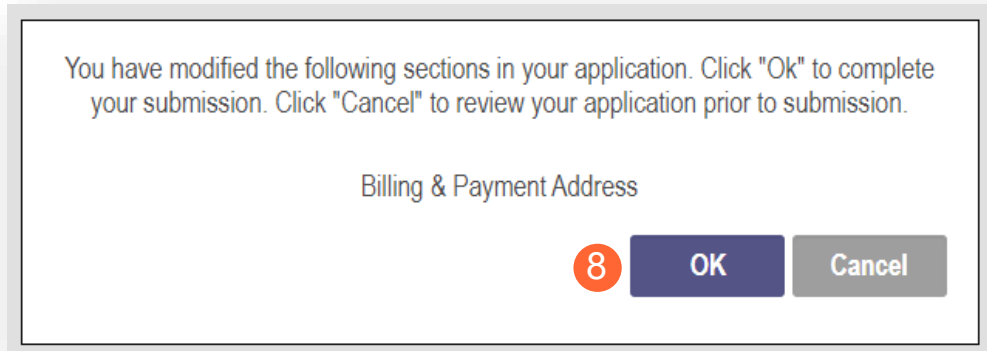 You have modified the following sections in your application. Click "Ok" to complete
your submission. Click "Cancel" to review your application prior to submission.
Billing & Payment Address
8 OK Cancel